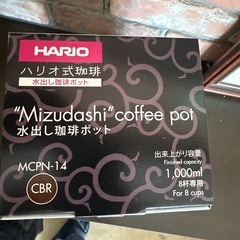 HARIO
ハリオ式珈琲
水出し珈琲ポット
"Mizudashi" coffee pot
水出し珈琲ポット
MCPN-14
CBR
出来上がり容量
Finished capacity
1,000ml
8杯専用
For 8 cups